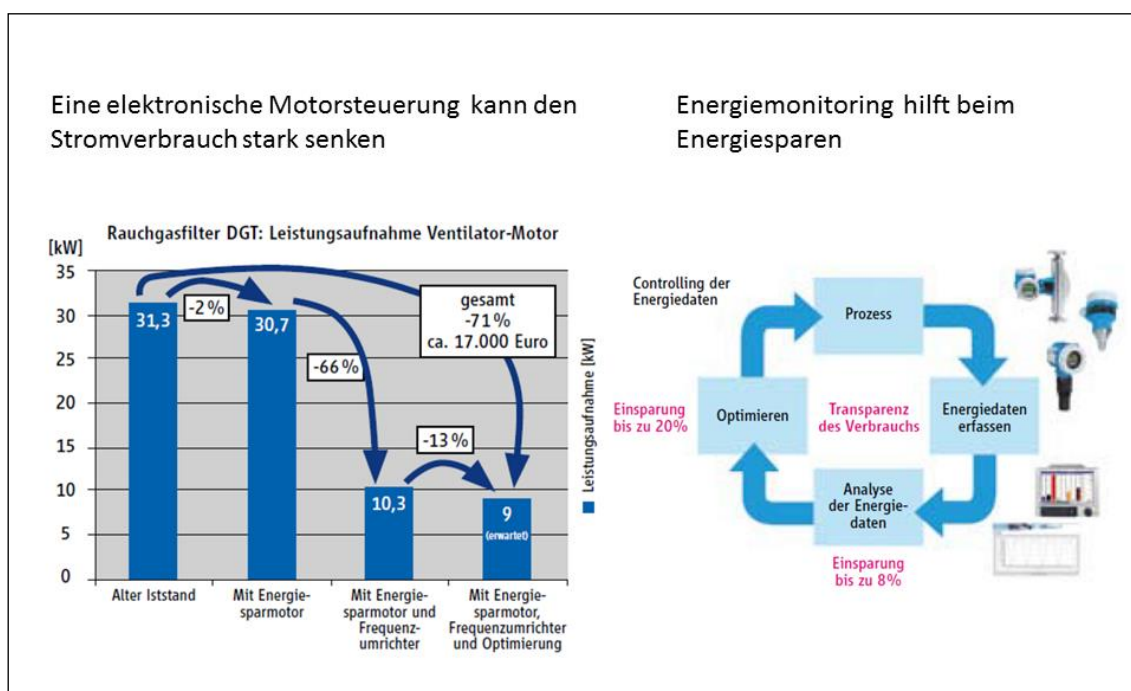 Eine elektronische Motorsteuerung kann den
Stromverbrauch stark senken
Energiemonitoring hilft beim
Energiesparen
Rauchgasfilter DGT: Leistungsaufnahme Ventilator-Motor
[kW]
35
30
25
20
15
10
5
0
31,3
-2 %
30,7
-66 %
10,3
-13 %
9
(erwartet)
gesamt
-71 %
ca. 17.000 Euro
Alter Iststand
Mit Energie-
sparmotor
Mit Energie-
sparmotor und
Frequenz-
umrichter
Mit Energie-
sparmotor,
Frequenzumrichter
und Optimierung
Leistungsaufnahme [kW]
Controlling der
Energiedaten
Prozess
Einsparung
bis zu 20%
Optimieren
Transparenz
des Verbrauchs
Energiedaten
erfassen
Analyse
der Energie-
daten
Einsparung
bis zu 8%